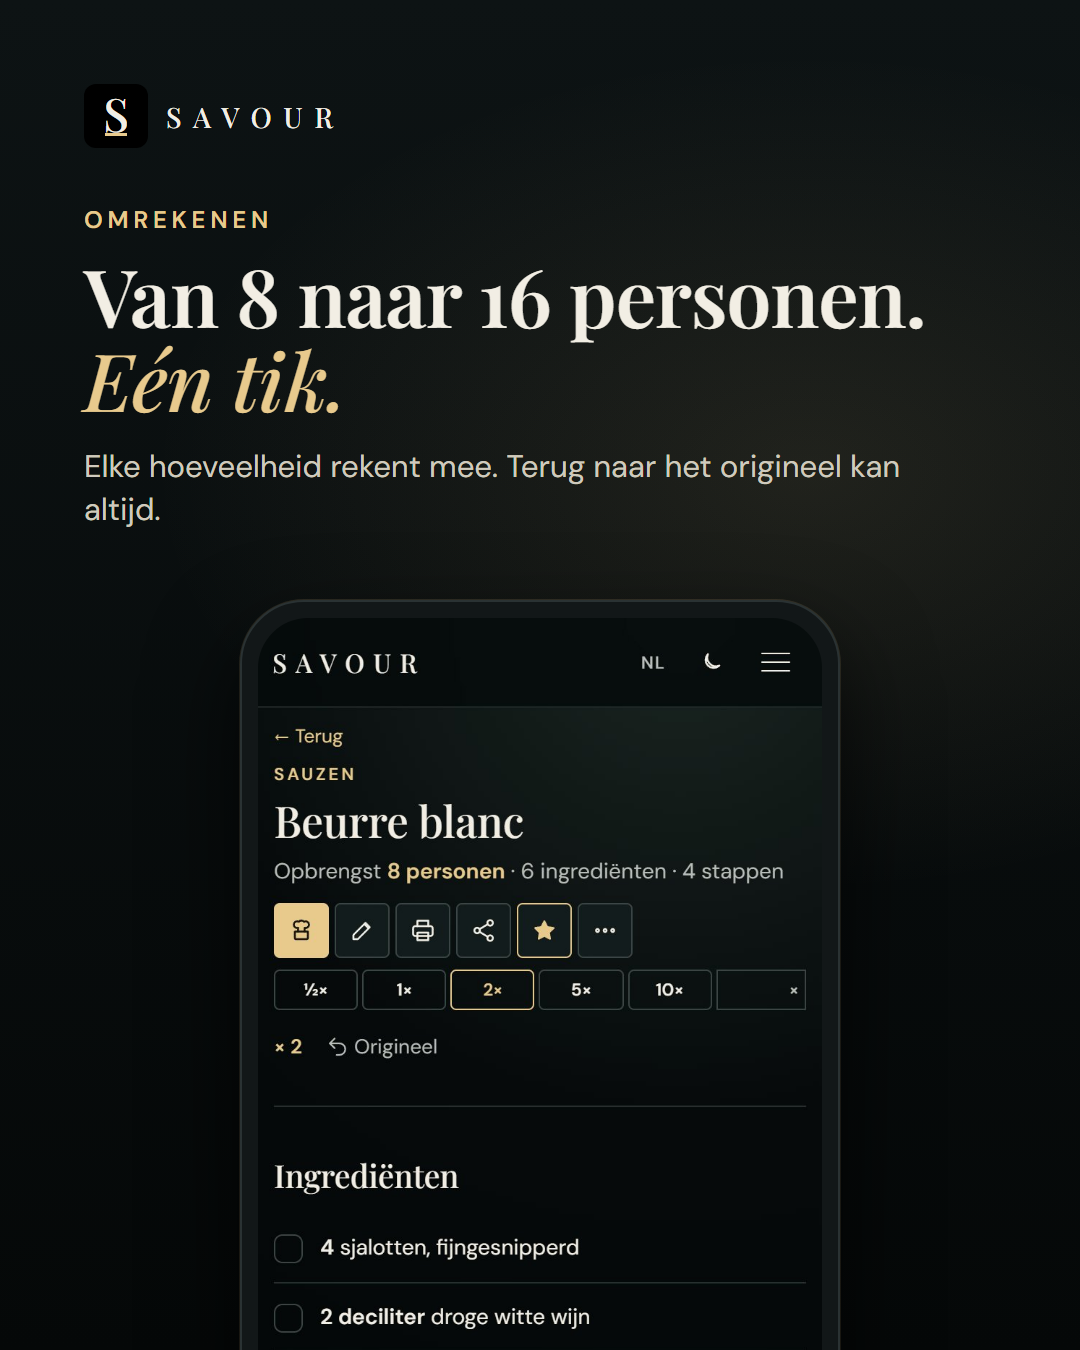 S SAVOUR
OMREKENEN
Van 8 naar 16 personen.
Eén tik.
Elke hoeveelheid rekent mee. Terug naar het origineel kan
altijd.
SAVOUR NL
← Terug
SAUZEN
Beurre blanc
Opbrengst 8 personen · 6 ingrediënten · 4 stappen
½× 1× 2× 5× 10× ×
× 2 Origineel
Ingrediënten
4 sjalotten, fijngesnipperd
2 deciliter droge witte wijn